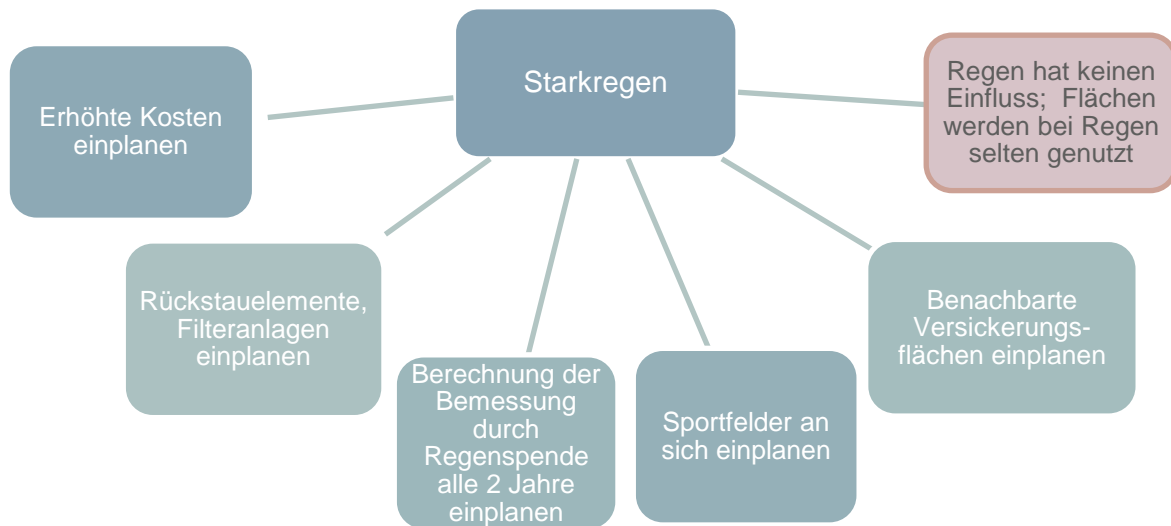 Starkregen
Erhöhte Kosten
einplanen
Regen hat keinen
Einfluss; Flächen
werden bei Regen
selten genutzt
Rückstauelemente,
Filteranlagen
einplanen
Berechnung der
Bemessung
durch
Regenspende
alle 2 Jahre
einplanen
Sportfelder an
sich einplanen
Benachbarte
Versickerungs-
flächen einplanen